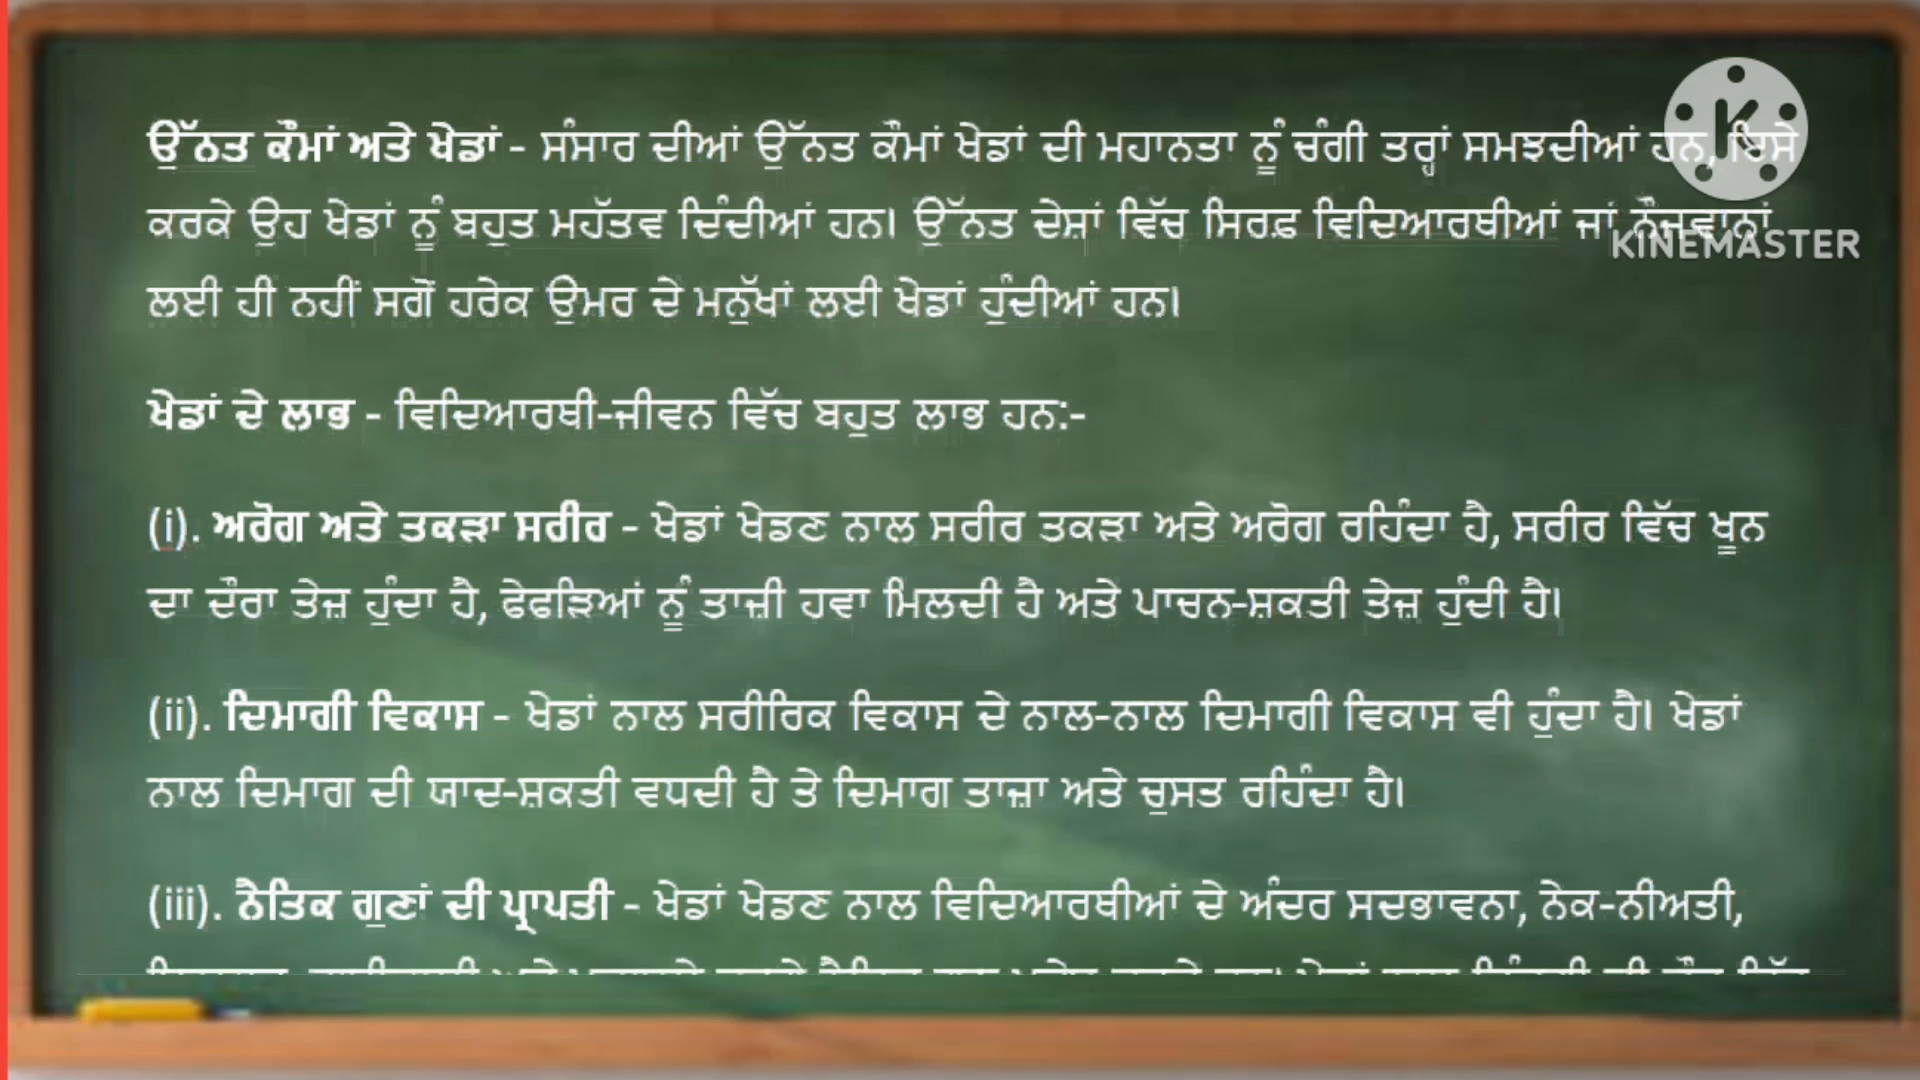 ਉੱਨਤ ਕੌਮਾਂ ਅਤੇ ਖੇਡਾਂ - ਸੰਸਾਰ ਦੀਆਂ ਉੱਨਤ ਕੌਮਾਂ ਖੇਡਾਂ ਦੀ ਮਹਾਨਤਾ ਨੂੰ ਚੰਗੀ ਤਰ੍ਹਾਂ ਸਮਝਦੀਆਂ ਹਨ, ਇਸੇ
ਕਰਕੇ ਉਹ ਖੇਡਾਂ ਨੂੰ ਬਹੁਤ ਮਹੱਤਵ ਦਿੰਦੀਆਂ ਹਨ। ਉੱਨਤ ਦੇਸ਼ਾਂ ਵਿੱਚ ਸਿਰਫ਼ ਵਿਦਿਆਰਥੀਆਂ ਜਾਂ ਨੌਜਵਾਨਾਂ
KINEMASTER
ਲਈ ਹੀ ਨਹੀਂ ਸਗੋਂ ਹਰੇਕ ਉਮਰ ਦੇ ਮਨੁੱਖਾਂ ਲਈ ਖੇਡਾਂ ਹੁੰਦੀਆਂ ਹਨ।
ਖੇਡਾਂ ਦੇ ਲਾਭ - ਵਿਦਿਆਰਥੀ-ਜੀਵਨ ਵਿੱਚ ਬਹੁਤ ਲਾਭ ਹਨ:-
(i). ਅਰੋਗ ਅਤੇ ਤਕੜਾ ਸਰੀਰ - ਖੇਡਾਂ ਖੇਡਣ ਨਾਲ ਸਰੀਰ ਤਕੜਾ ਅਤੇ ਅਰੋਗ ਰਹਿੰਦਾ ਹੈ, ਸਰੀਰ ਵਿੱਚ ਖੂਨ
ਦਾ ਦੌਰਾ ਤੇਜ਼ ਹੁੰਦਾ ਹੈ, ਫੇਫੜਿਆਂ ਨੂੰ ਤਾਜ਼ੀ ਹਵਾ ਮਿਲਦੀ ਹੈ ਅਤੇ ਪਾਚਨ-ਸ਼ਕਤੀ ਤੇਜ਼ ਹੁੰਦੀ ਹੈ।
(ii). ਦਿਮਾਗੀ ਵਿਕਾਸ - ਖੇਡਾਂ ਨਾਲ ਸਰੀਰਿਕ ਵਿਕਾਸ ਦੇ ਨਾਲ-ਨਾਲ ਦਿਮਾਗੀ ਵਿਕਾਸ ਵੀ ਹੁੰਦਾ ਹੈ। ਖੇਡਾਂ
ਨਾਲ ਦਿਮਾਗ ਦੀ ਯਾਦ-ਸ਼ਕਤੀ ਵਧਦੀ ਹੈ ਤੇ ਦਿਮਾਗ ਤਾਜ਼ਾ ਅਤੇ ਚੁਸਤ ਰਹਿੰਦਾ ਹੈ।
(iii). ਨੈਤਿਕ ਗੁਣਾਂ ਦੀ ਪ੍ਰਾਪਤੀ - ਖੇਡਾਂ ਖੇਡਣ ਨਾਲ ਵਿਦਿਆਰਥੀਆਂ ਦੇ ਅੰਦਰ ਸਦਭਾਵਨਾ, ਨੇਕ-ਨੀਅਤੀ,